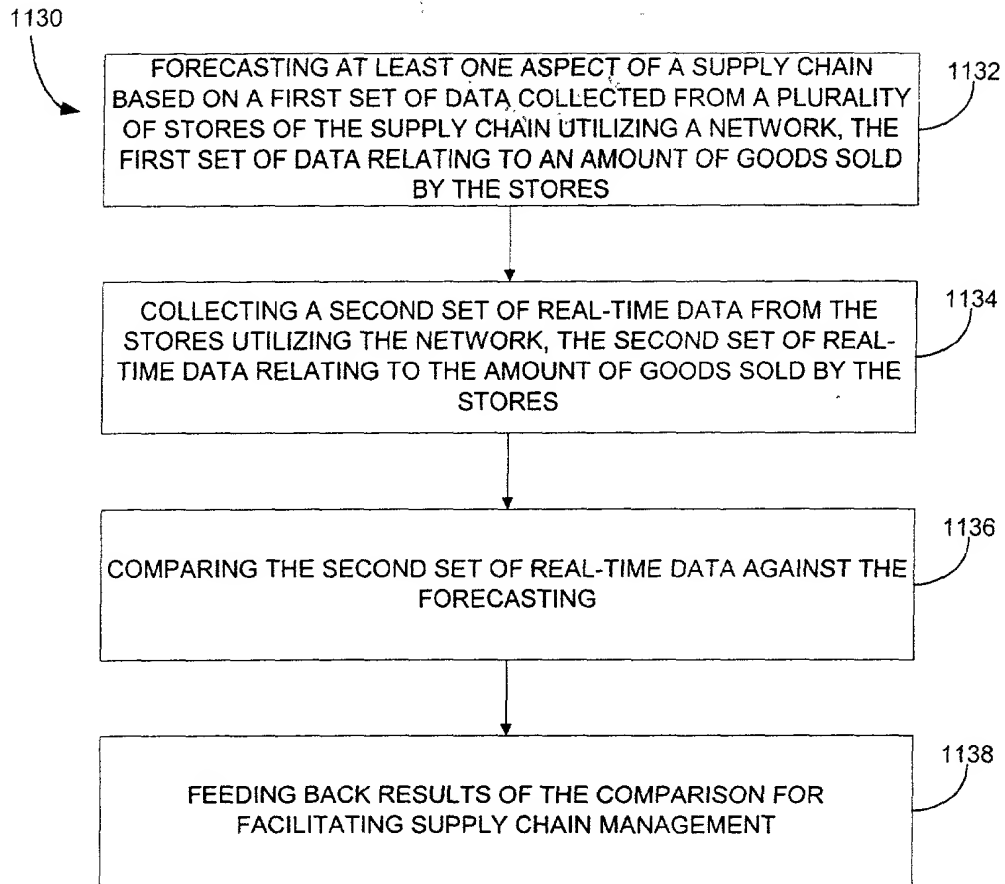 1130
FORECASTING AT LEAST ONE ASPECT OF A SUPPLY CHAIN
BASED ON A FIRST SET OF DATA COLLECTED FROM A PLURALITY
OF STORES OF THE SUPPLY CHAIN UTILIZING A NETWORK, THE
FIRST SET OF DATA RELATING TO AN AMOUNT OF GOODS SOLD
BY THE STORES
1132
COLLECTING A SECOND SET OF REAL-TIME DATA FROM THE
STORES UTILIZING THE NETWORK, THE SECOND SET OF REAL-
TIME DATA RELATING TO THE AMOUNT OF GOODS SOLD BY THE
STORES
1134
COMPARING THE SECOND SET OF REAL-TIME DATA AGAINST THE
FORECASTING
1136
FEEDING BACK RESULTS OF THE COMPARISON FOR
FACILITATING SUPPLY CHAIN MANAGEMENT
1138